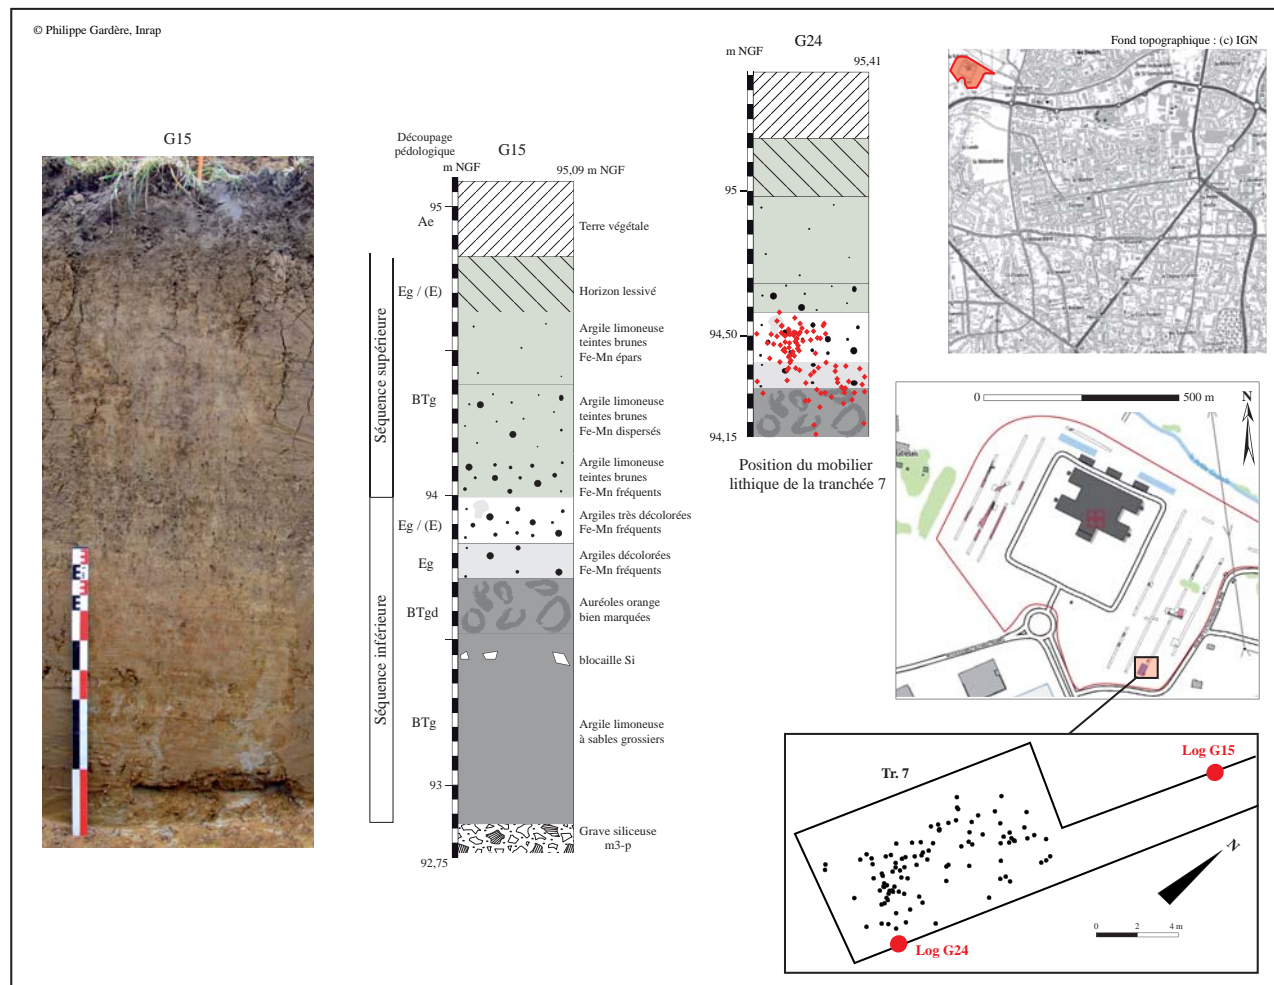 © Philippe Gardère, Inrap
G15
Découpage
pédologique
m NGF
G15
95,09 m NGF
95
Ae
Terre végétale
Séquence supérieure
Eg / (E)
Horizon lessivé
Argile limoneuse
teintes brunes
Fe-Mn épars
BTg
Argile limoneuse
teintes brunes
Fe-Mn dispersés
Argile limoneuse
teintes brunes
Fe-Mn fréquents
94
Séquence inférieure
Eg / (E)
Argiles très décolorées
Fe-Mn fréquents
Eg
Argiles décolorées
Fe-Mn fréquents
BTgd
Auréoles orange
bien marquées
blocaille Si
BTg
Argile limoneuse
à sables grossiers
93
Grave siliceuse
m3-p
92,75
G24
m NGF
95,41
95
94,50
94,15
Position du mobilier
lithique de la tranchée 7
Fond topographique : (c) IGN
0
500 m
N
Tr. 7
Log G15
Log G24
N
0
2
4 m